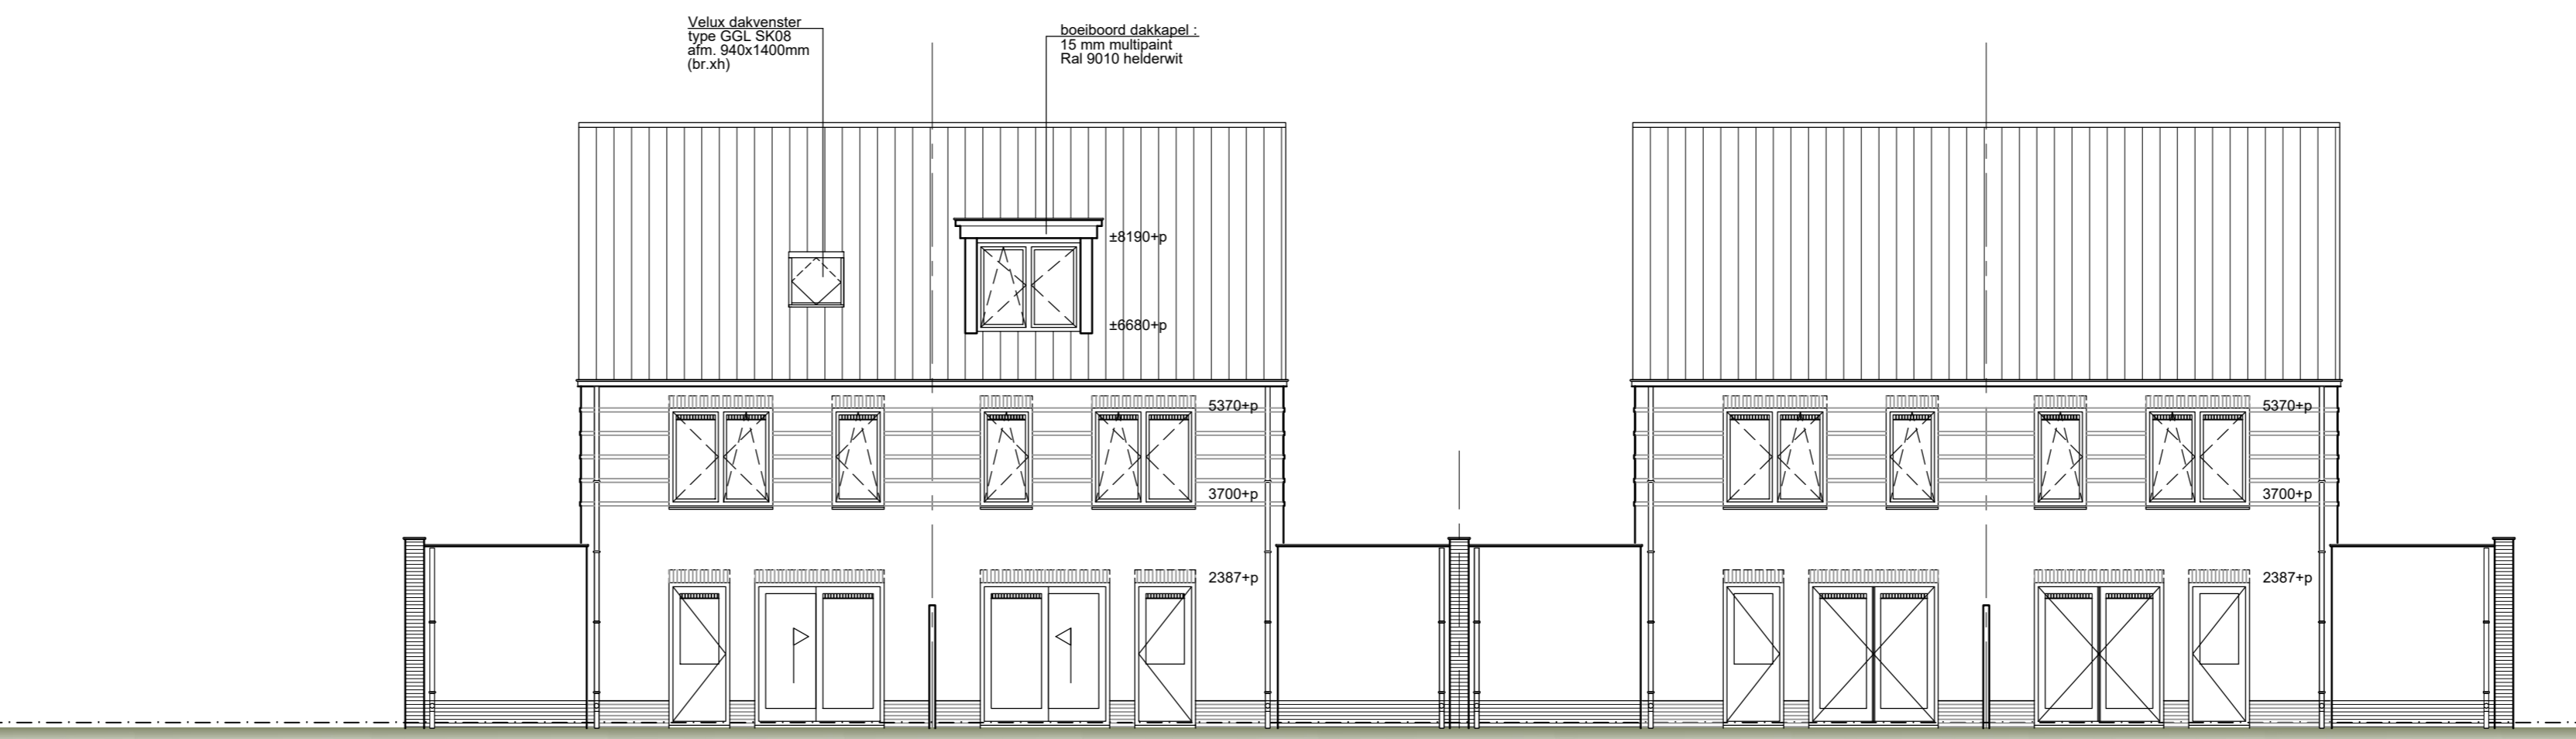 Velux dakvenster
type GGL SK08
afm. 940x1400mm
(br.xh)
boeiboord dakkapel :
15 mm multipaint
Ral 9010 helderwit
±8190+p
±6680+p
5370+p
3700+p
2387+p
5370+p
3700+p
2387+p